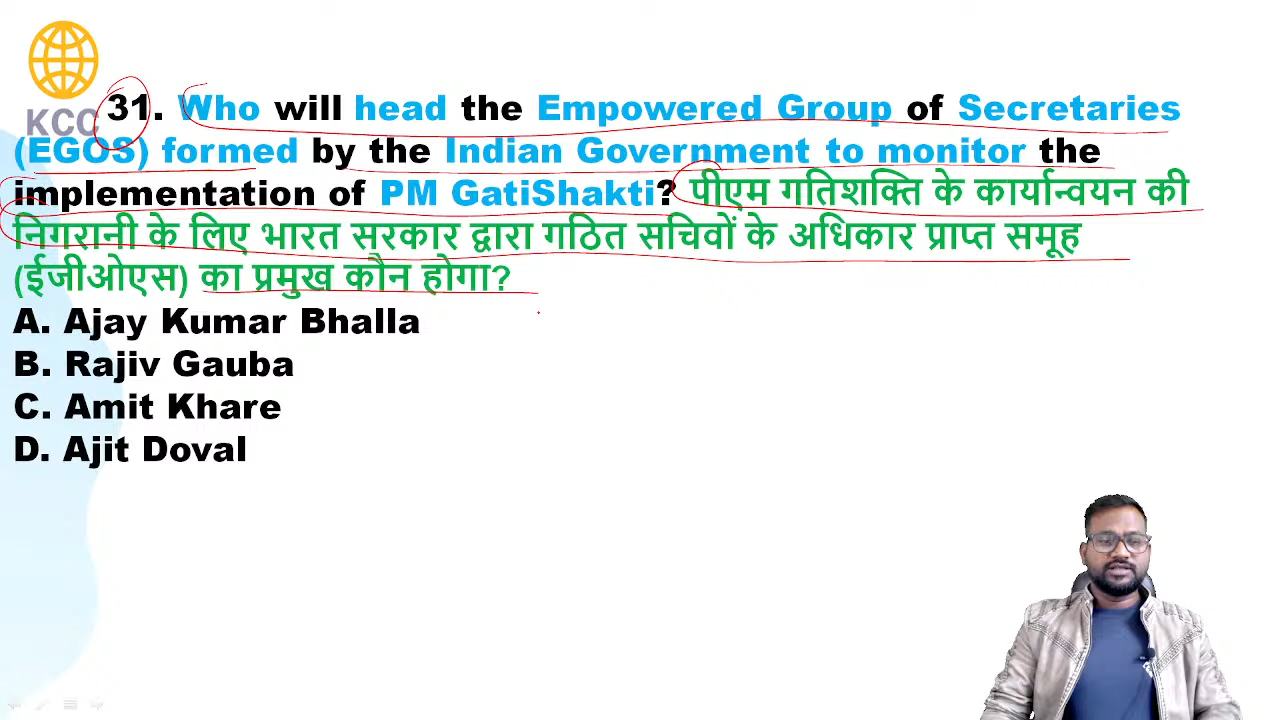 KCC
31. Who will head the Empowered Group of Secretaries
(EGOS) formed by the Indian Government to monitor the
implementation of PM GatiShakti? पीएम गतिशक्ति के कार्यान्वयन की
निगरानी के लिए भारत सरकार द्वारा गठित सचिवों के अधिकार प्राप्त समूह
(ईजीओएस) का प्रमुख कौन होगा?
A. Ajay Kumar Bhalla
B. Rajiv Gauba
C. Amit Khare
D. Ajit Doval